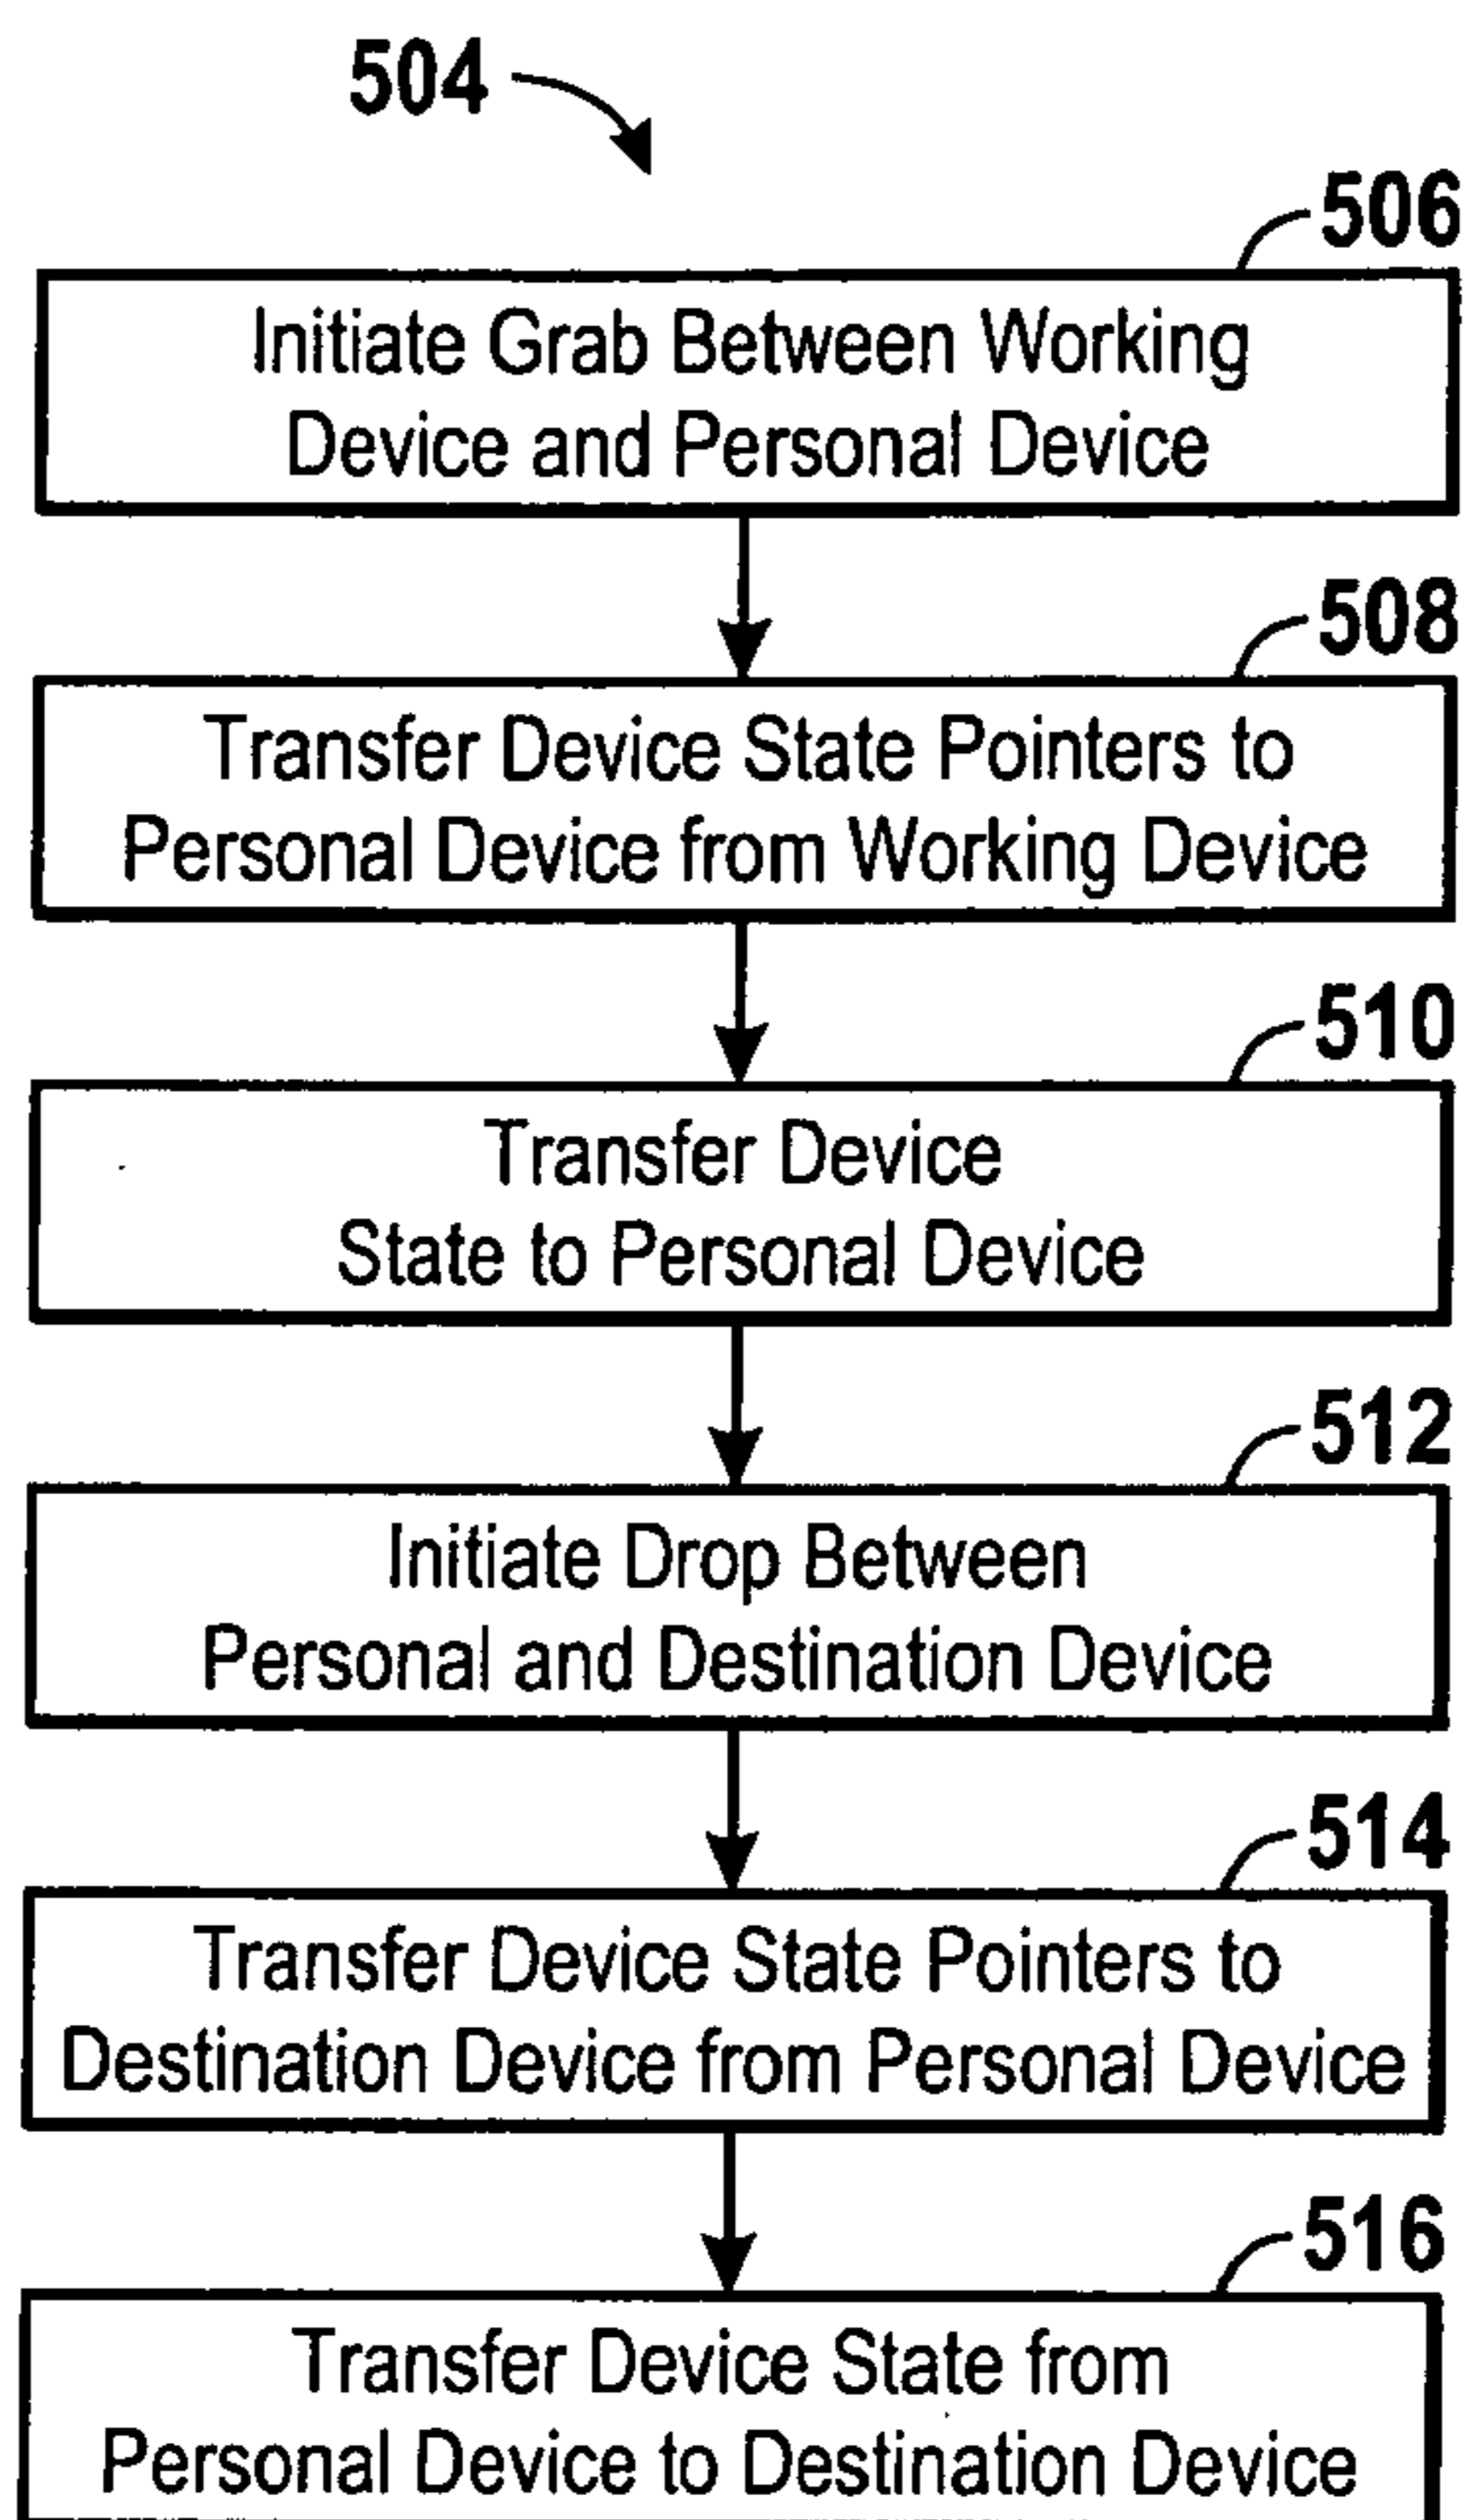 504
506
Initiate Grab Between Working
Device and Personal Device
508
Transfer Device State Pointers to
Personal Device from Working Device
510
Transfer Device
State to Personal Device
512
Initiate Drop Between
Personal and Destination Device
514
Transfer Device State Pointers to
Destination Device from Personal Device
516
Transfer Device State from
Personal Device to Destination Device